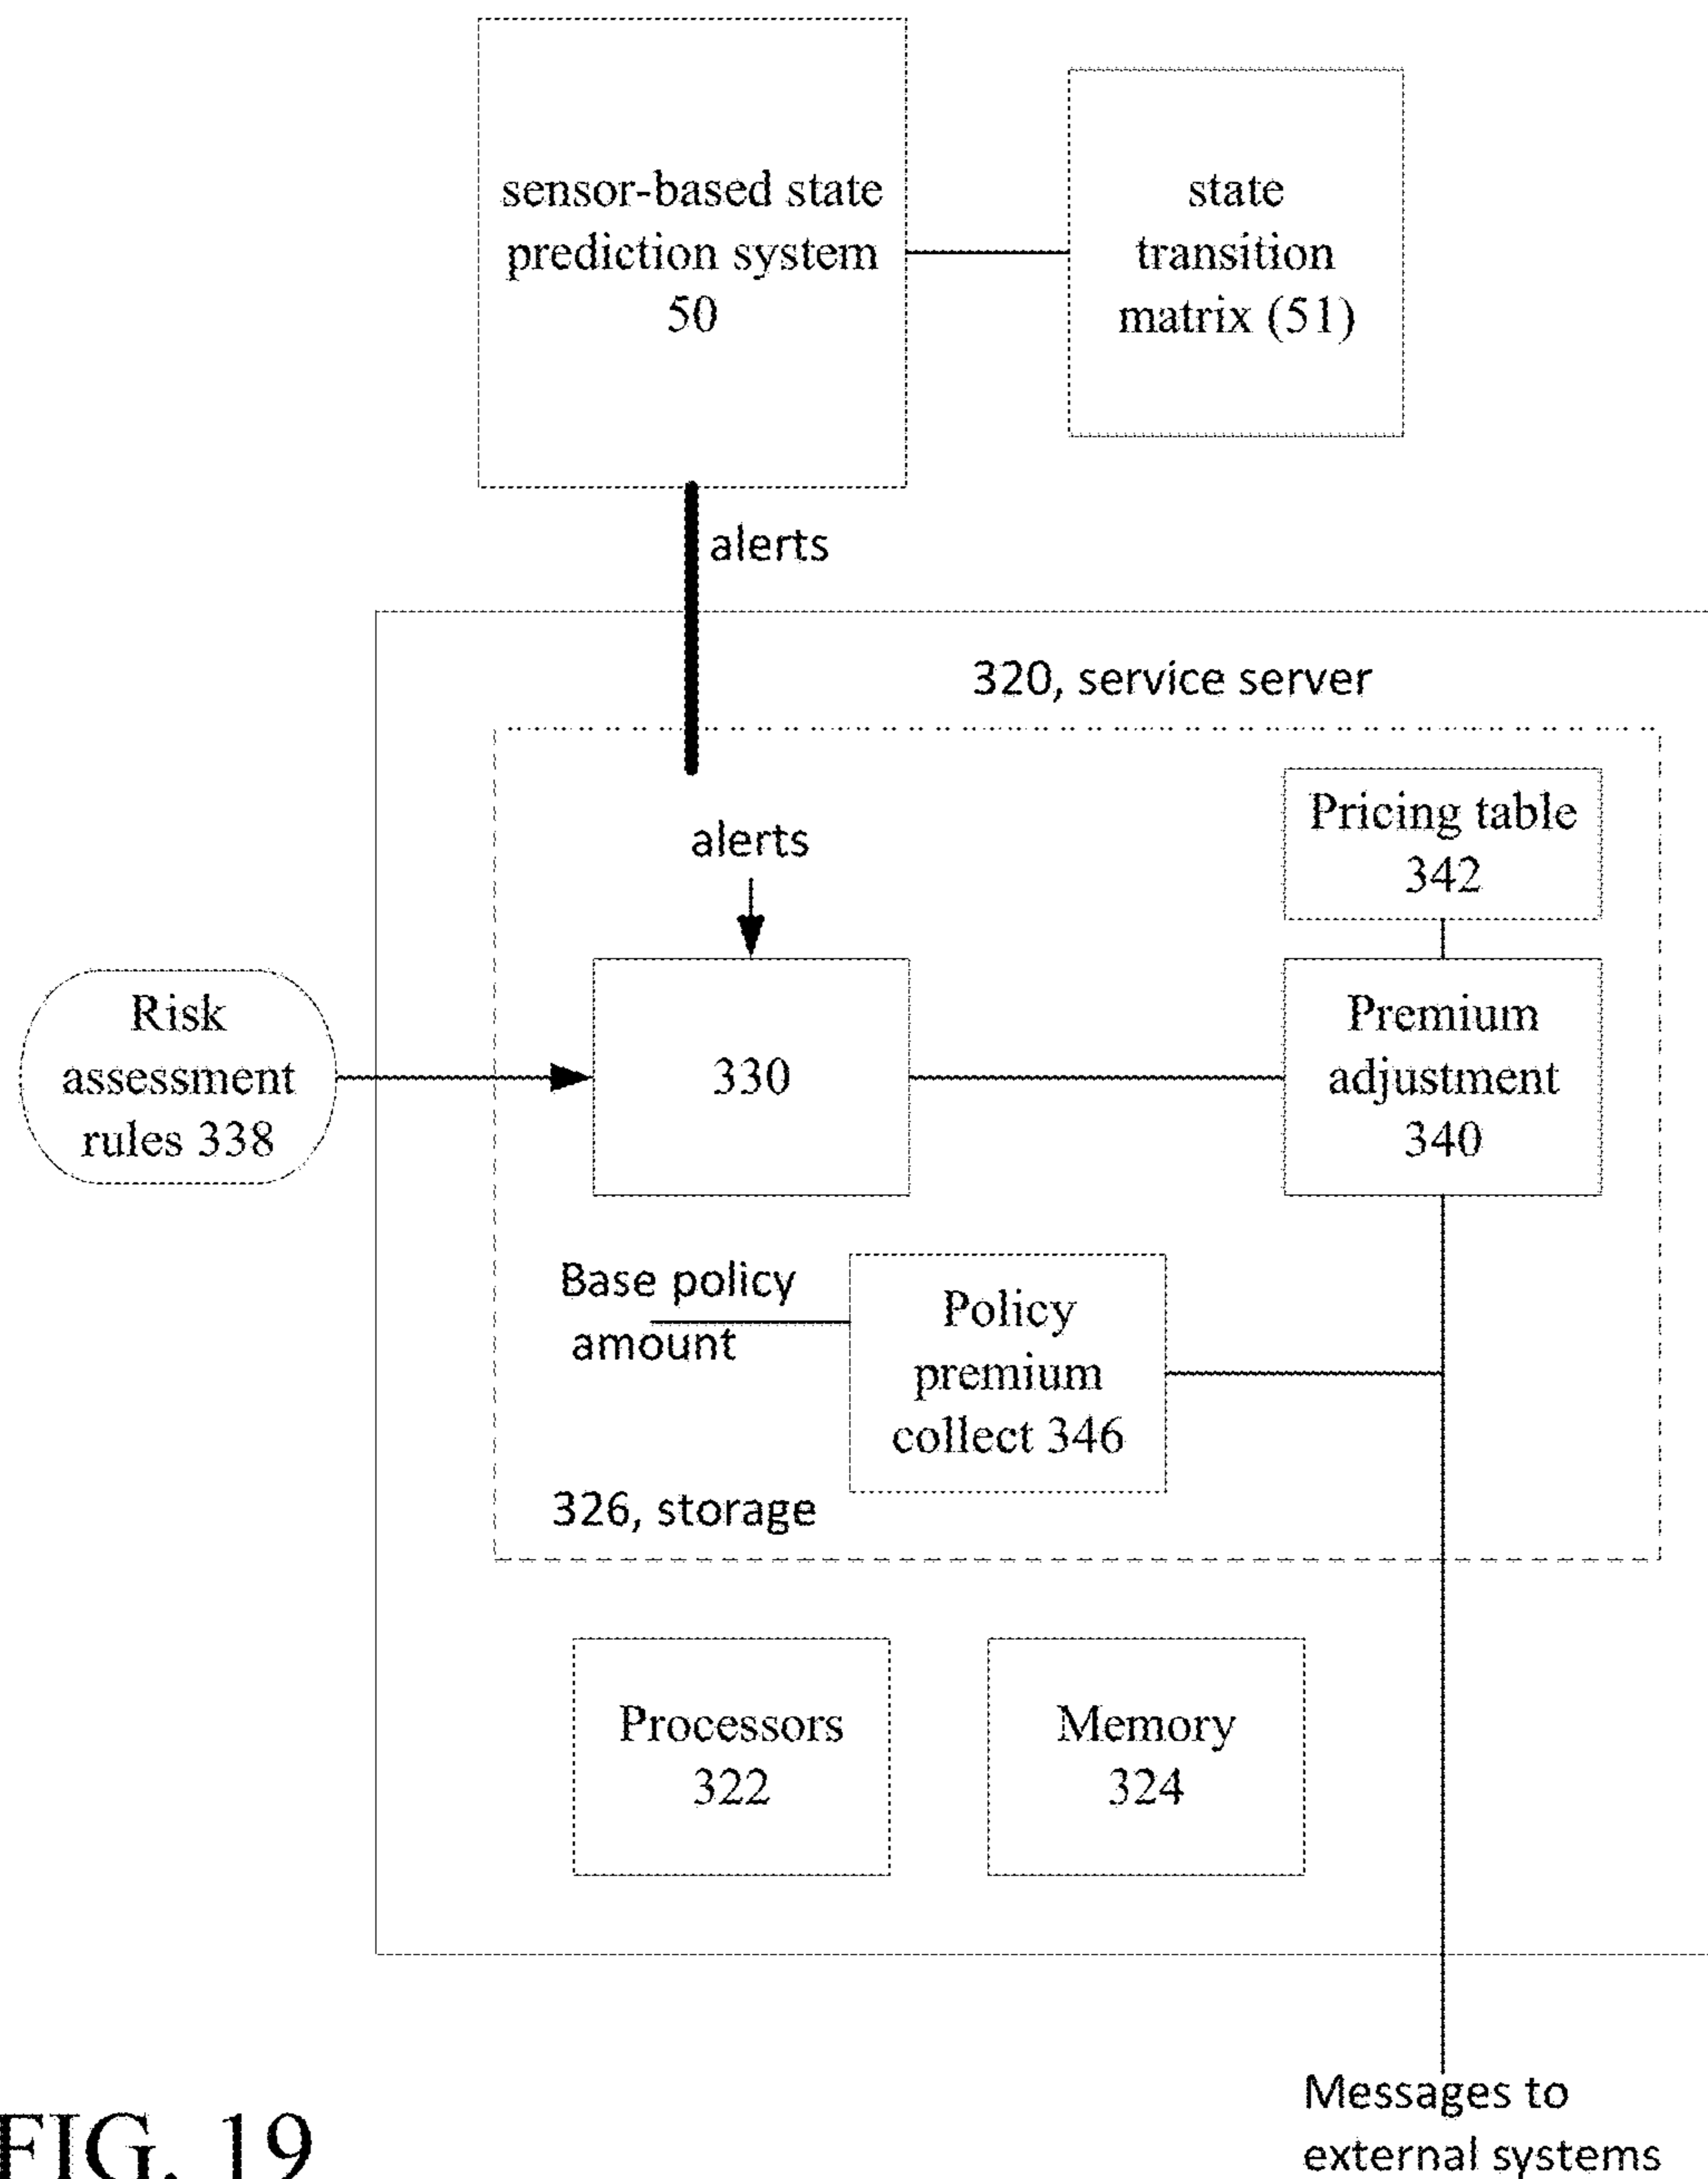 sensor-based state
prediction system
50
state
transition
matrix (51)
alerts
320, service server
alerts
Pricing table
342
Risk
assessment
rules 338
330
Premium
adjustment
340
Base policy
amount
Policy
premium
collect 346
326, storage
Processors
322
Memory
324
Messages to
external systems
FIG. 19